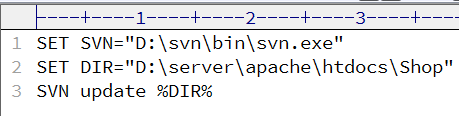 ----+----1----+----2----+----3----+----
1 SET SVN="D:\svn\bin\svn.exe"
2 SET DIR="D:\server\apache\htdocs\Shop"
3 SVN update %DIR%